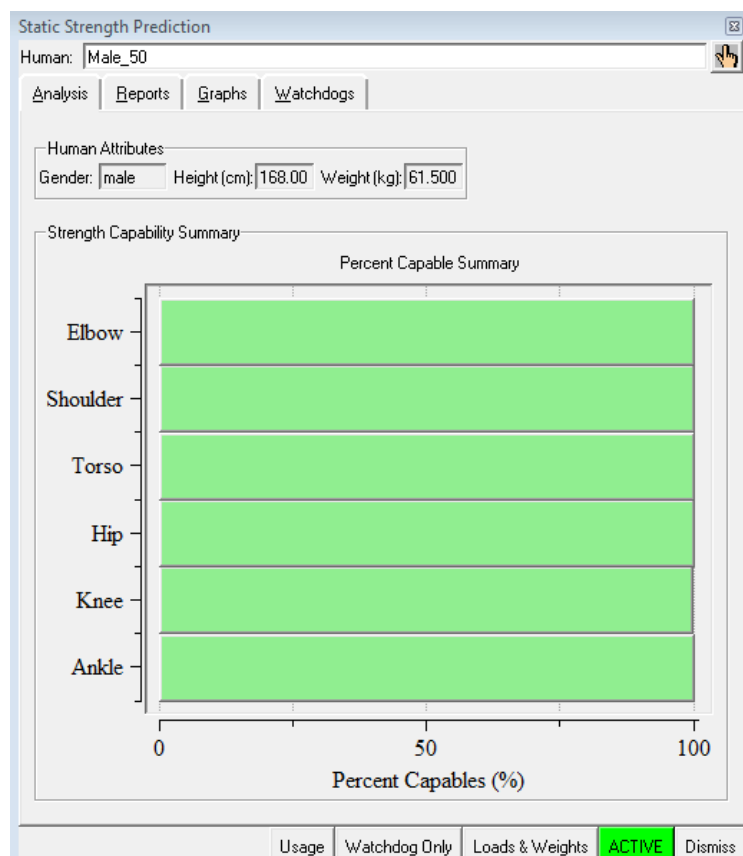 Static Strength Prediction
Human: Male_50
Analysis Reports Graphs Watchdogs
Human Attributes
Gender: male Height (cm): 168.00 Weight (kg): 61.500
Strength Capability Summary
Percent Capable Summary
Elbow
Shoulder
Torso
Hip
Knee
Ankle
0 50 100
Percent Capables (%)
Usage Watchdog Only Loads & Weights ACTIVE Dismiss